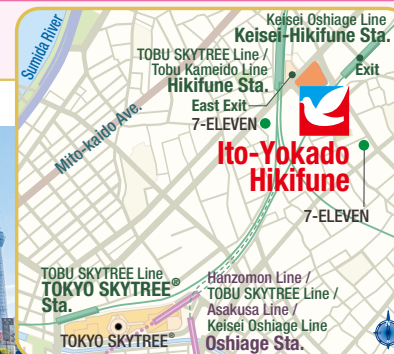 Keisei Oshiage Line
Keisei-Hikifune Sta.
Sumida River
TOBU SKYTREE Line /
Tobu Kameido Line
Hikifune Sta.
East Exit
Exit
7-ELEVEN
Mito-kaido Ave.
Ito-Yokado
Hikifune
7-ELEVEN
TOBU SKYTREE Line
TOKYO SKYTREE®
Sta.
Hanzomon Line /
TOBU SKYTREE Line /
Asakusa Line /
Keisei Oshiage Line
Oshiage Sta.
TOKYO SKYTREE®